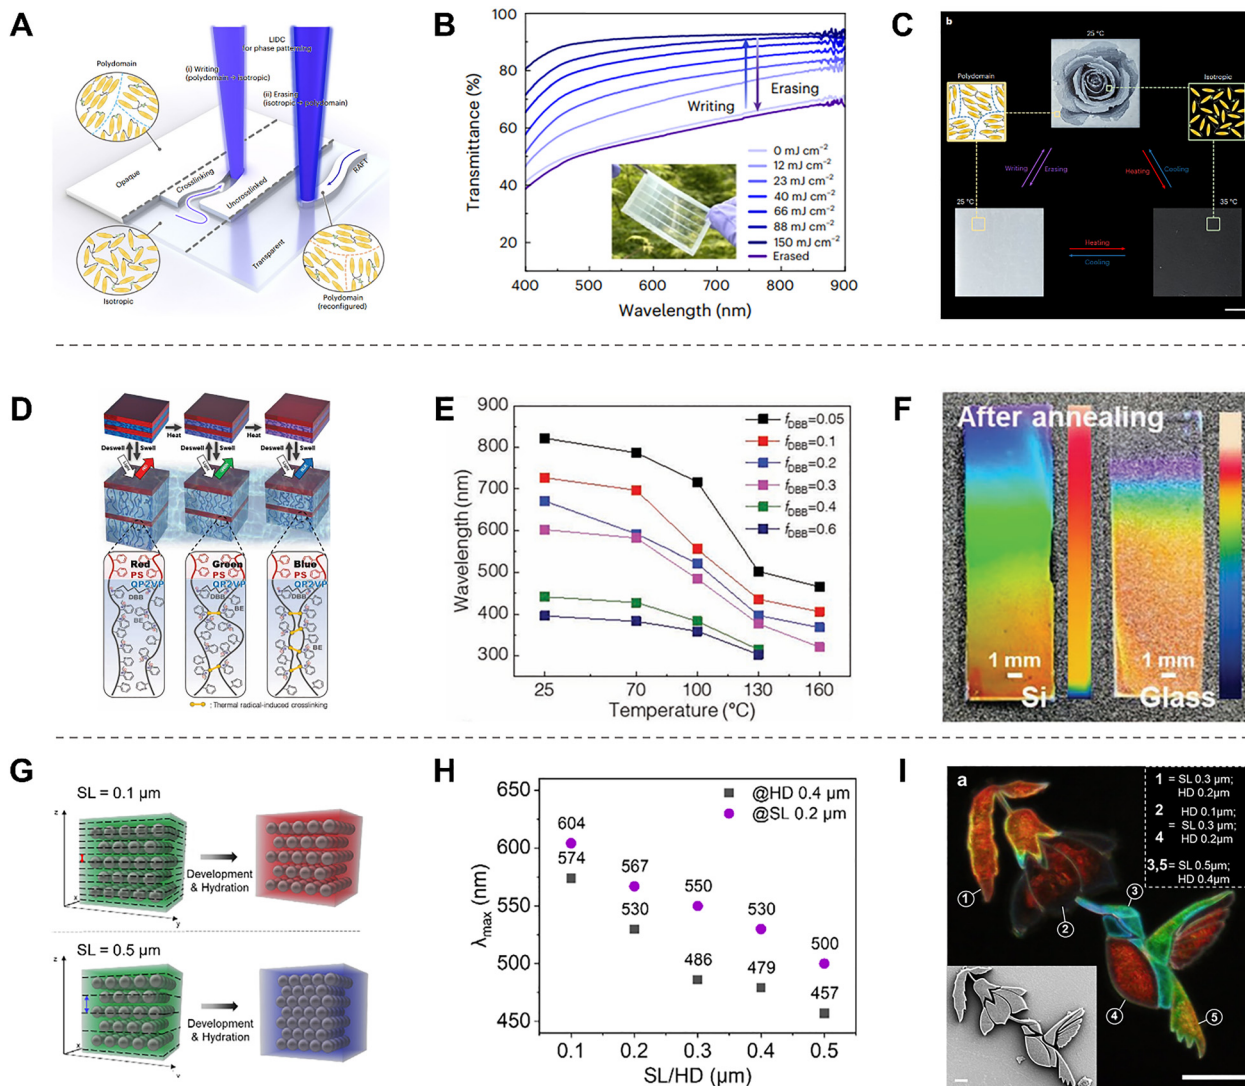 A
LIDC
for phase patterning
(i) Writing
(polydomain → isotropic)
(ii) Erasing
(isotropic → polydomain)
Polydomain
Opaque
Crosslinking
Uncrosslinked
RAFT
Transparent
Isotropic
Polydomain
(reconfigured)
B
Transmittance (%)
100
80
60
40
20
Writing
Erasing
0 mJ cm⁻²
12 mJ cm⁻²
23 mJ cm⁻²
40 mJ cm⁻²
66 mJ cm⁻²
88 mJ cm⁻²
150 mJ cm⁻²
Erased
400 500 600 700 800 900
Wavelength (nm)
C
b
25 °C
Polydomain
Isotropic
Writing
Erasing
Heating
Cooling
25 °C
35 °C
Heating
Cooling
D
Heat
Heat
Deswell
Swell
Deswell
Swell
Deswell
Swell
Red
PS
QP2VP
DBB
BE
Green
PS
QP2VP
DBB
BE
Blue
PS
QP2VP
DBB
BE
: Thermal radical-induced crosslinking
E
Wavelength (nm)
900
800
700
600
500
400
300
fDBB=0.05
fDBB=0.1
fDBB=0.2
fDBB=0.3
fDBB=0.4
fDBB=0.6
25 70 100 130 160
Temperature (°C)
F
After annealing
1 mm
Si
1 mm
Glass
G
SL = 0.1 µm
z
x
y
Development
& Hydration
SL = 0.5 µm
z
x
y
Development
& Hydration
H
λmax (nm)
650
600
550
500
450
@HD 0.4 µm
@SL 0.2 µm
604
574
567
530
550
486
530
479
500
457
0.1 0.2 0.3 0.4 0.5
SL/HD (µm)
I
a
1 = SL 0.3 µm;
HD 0.2µm
2 HD 0.1µm;
= SL 0.3 µm;
4 HD 0.2µm
3,5= SL 0.5µm;
HD 0.4µm
1
2
3
4
5